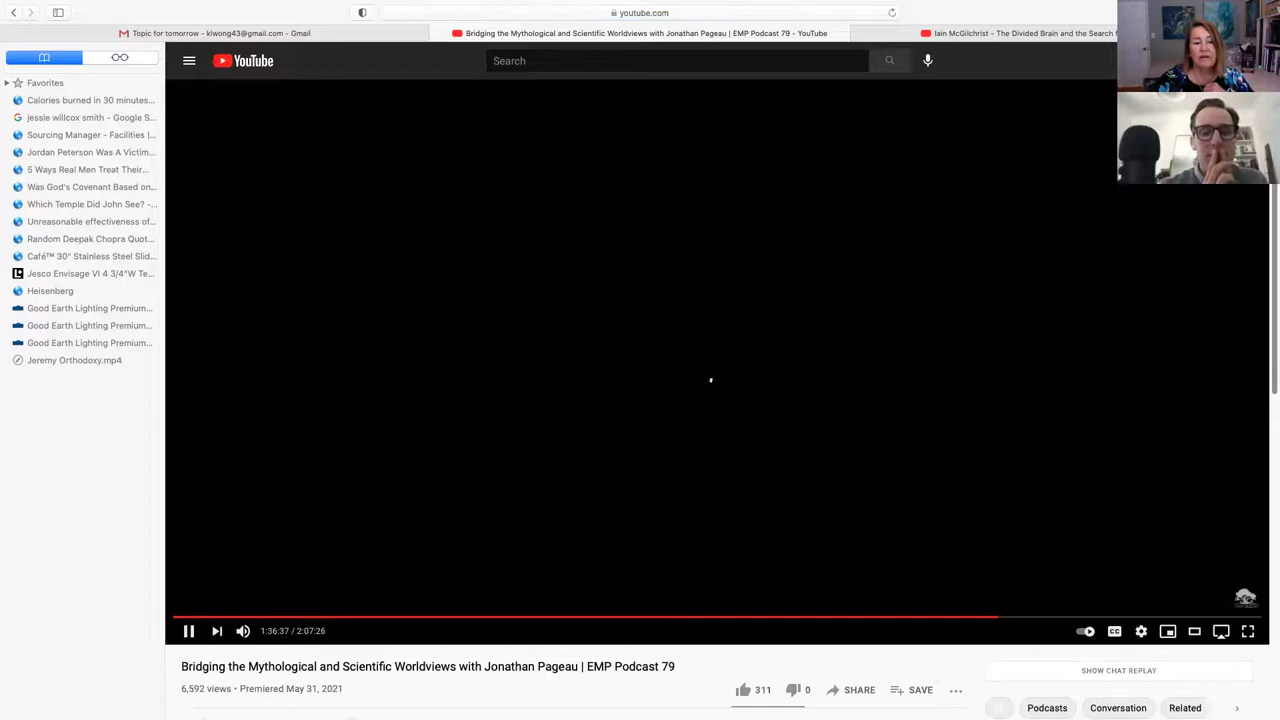 youtube.com
Topic for tomorrow - klwong43@gmail.com - Gmail
Bridging the Mythological and Scientific Worldviews with Jonathan Pageau | EMP Podcast 79 - YouTube
Iain McGilchrist - The Divided Brain and the Search f
YouTube
Search
Favorites
Calories burned in 30 minutes...
jessie willcox smith - Google S...
Sourcing Manager - Facilities |...
Jordan Peterson Was A Victim...
5 Ways Real Men Treat Their...
Was God's Covenant Based on...
Which Temple Did John See? -...
Unreasonable effectiveness of...
Random Deepak Chopra Quot...
Café™ 30" Stainless Steel Slid...
Jesco Envisage VI 4 3/4"W Te...
Heisenberg
Good Earth Lighting Premium...
Good Earth Lighting Premium...
Good Earth Lighting Premium...
Jeremy Orthodoxy.mp4
1:36:37 / 2:07:26
CC
Bridging the Mythological and Scientific Worldviews with Jonathan Pageau | EMP Podcast 79
6,592 views • Premiered May 31, 2021
311
0
SHARE
SAVE
SHOW CHAT REPLAY
Podcasts
Conversation
Related